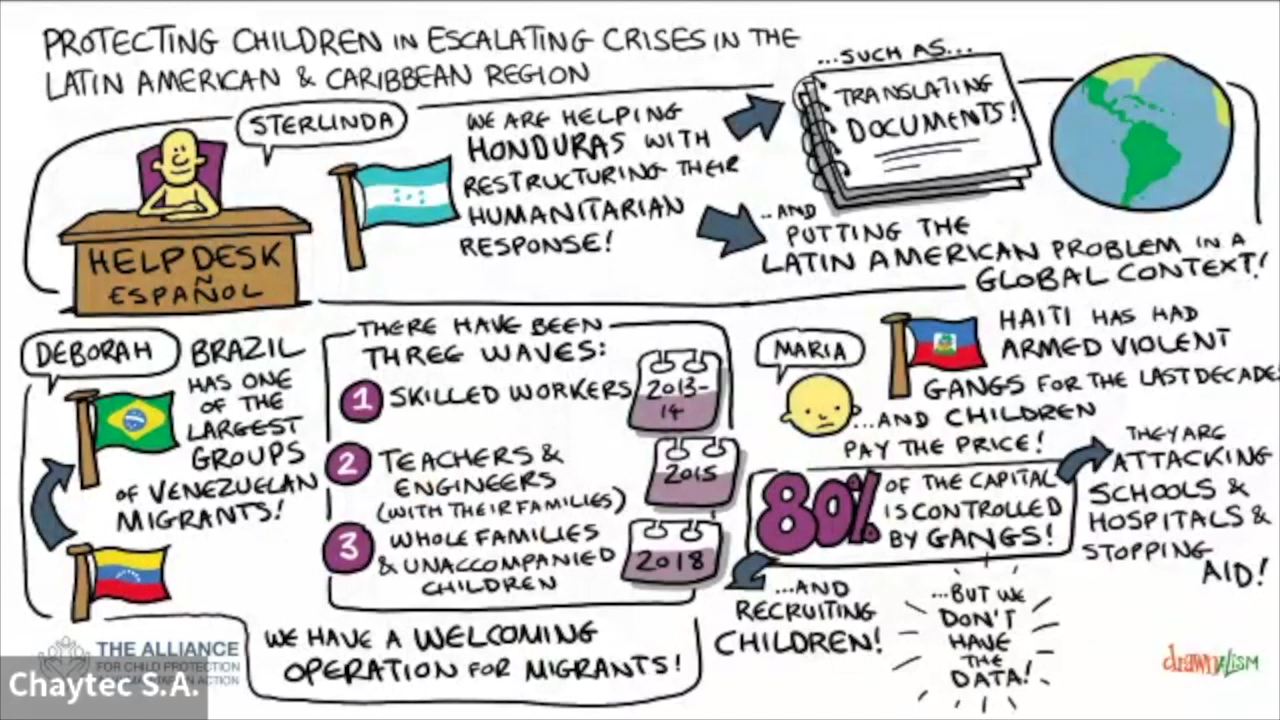 PROTECTING CHILDREN IN ESCALATING CRISES IN THE
LATIN AMERICAN & CARIBBEAN REGION
STERLINDA
HELP DESK
ESPAÑOL
WE ARE HELPING
HONDURAS WITH
RESTRUCTURING THEIR
HUMANITARIAN
RESPONSE!
...SUCH AS...
TRANSLATING
DOCUMENTS!
..AND
PUTTING THE
LATIN AMERICAN PROBLEM IN A
GLOBAL CONTEXT!
DEBORAH
BRAZIL
HAS ONE
OF THE
LARGEST
GROUPS
OF VENEZUELAN
MIGRANTS!
THERE HAVE BEEN
THREE WAVES:
1 SKILLED WORKERS
2013-
14
2 TEACHERS &
ENGINEERS
(WITH THEIR FAMILIES)
2015
3 WHOLE FAMILIES
& UNACCOMPANIED
CHILDREN
2018
WE HAVE A WELCOMING
OPERATION FOR MIGRANTS!
MARIA
HAITI HAS HAD
ARMED VIOLENT
GANGS FOR THE LAST DECADE
...AND CHILDREN
PAY THE PRICE!
80% OF THE CAPITAL
IS CONTROLLED
BY GANGS!
THEY ARE
ATTACKING
SCHOOLS &
HOSPITALS &
STOPPING
AID!
...AND
RECRUITING
CHILDREN!
...BUT WE
DON'T
HAVE
THE
DATA!
THE ALLIANCE
FOR CHILD PROTECTION
IN HUMANITARIAN ACTION
Chaytec S.A.
drawnalism